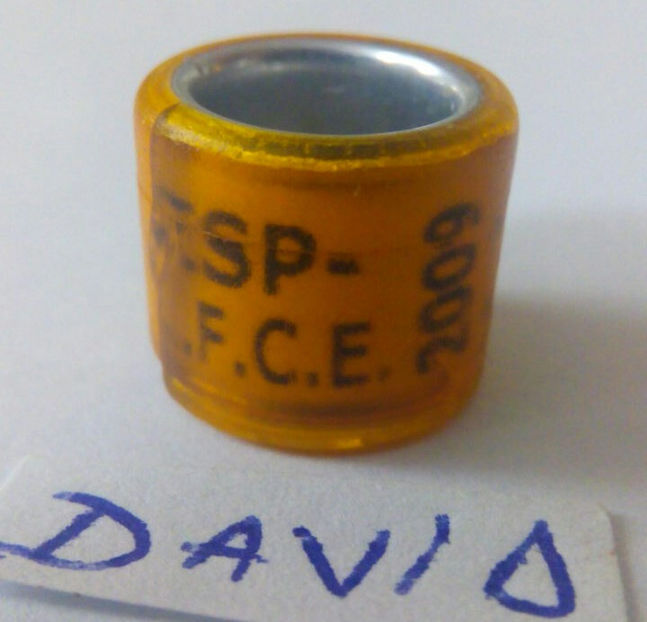 ESP-
.F.C.E.
2009
DAVID